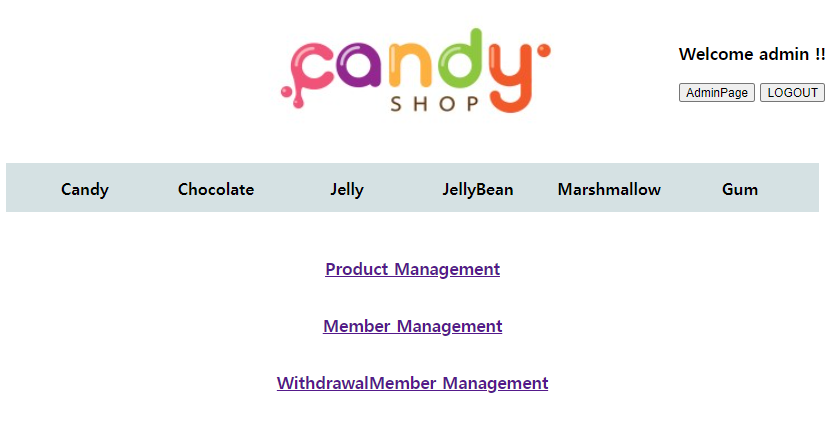 candy
SHOP
Welcome admin !!
AdminPage LOGOUT
Candy Chocolate Jelly JellyBean Marshmallow Gum
Product Management
Member Management
WithdrawalMember Management